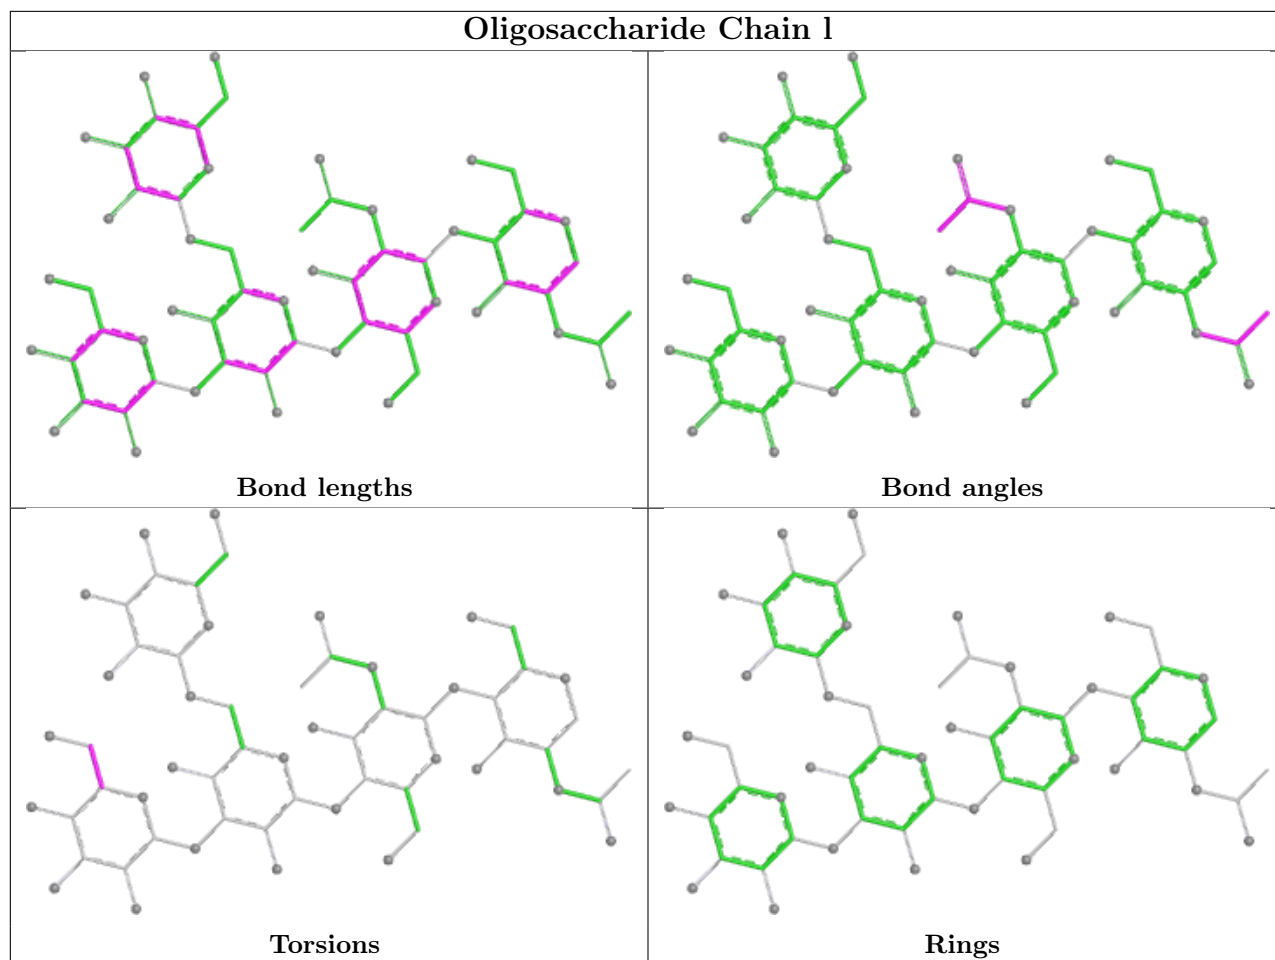 Oligosaccharide Chain l
Bond lengths
Bond angles
Torsions
Rings